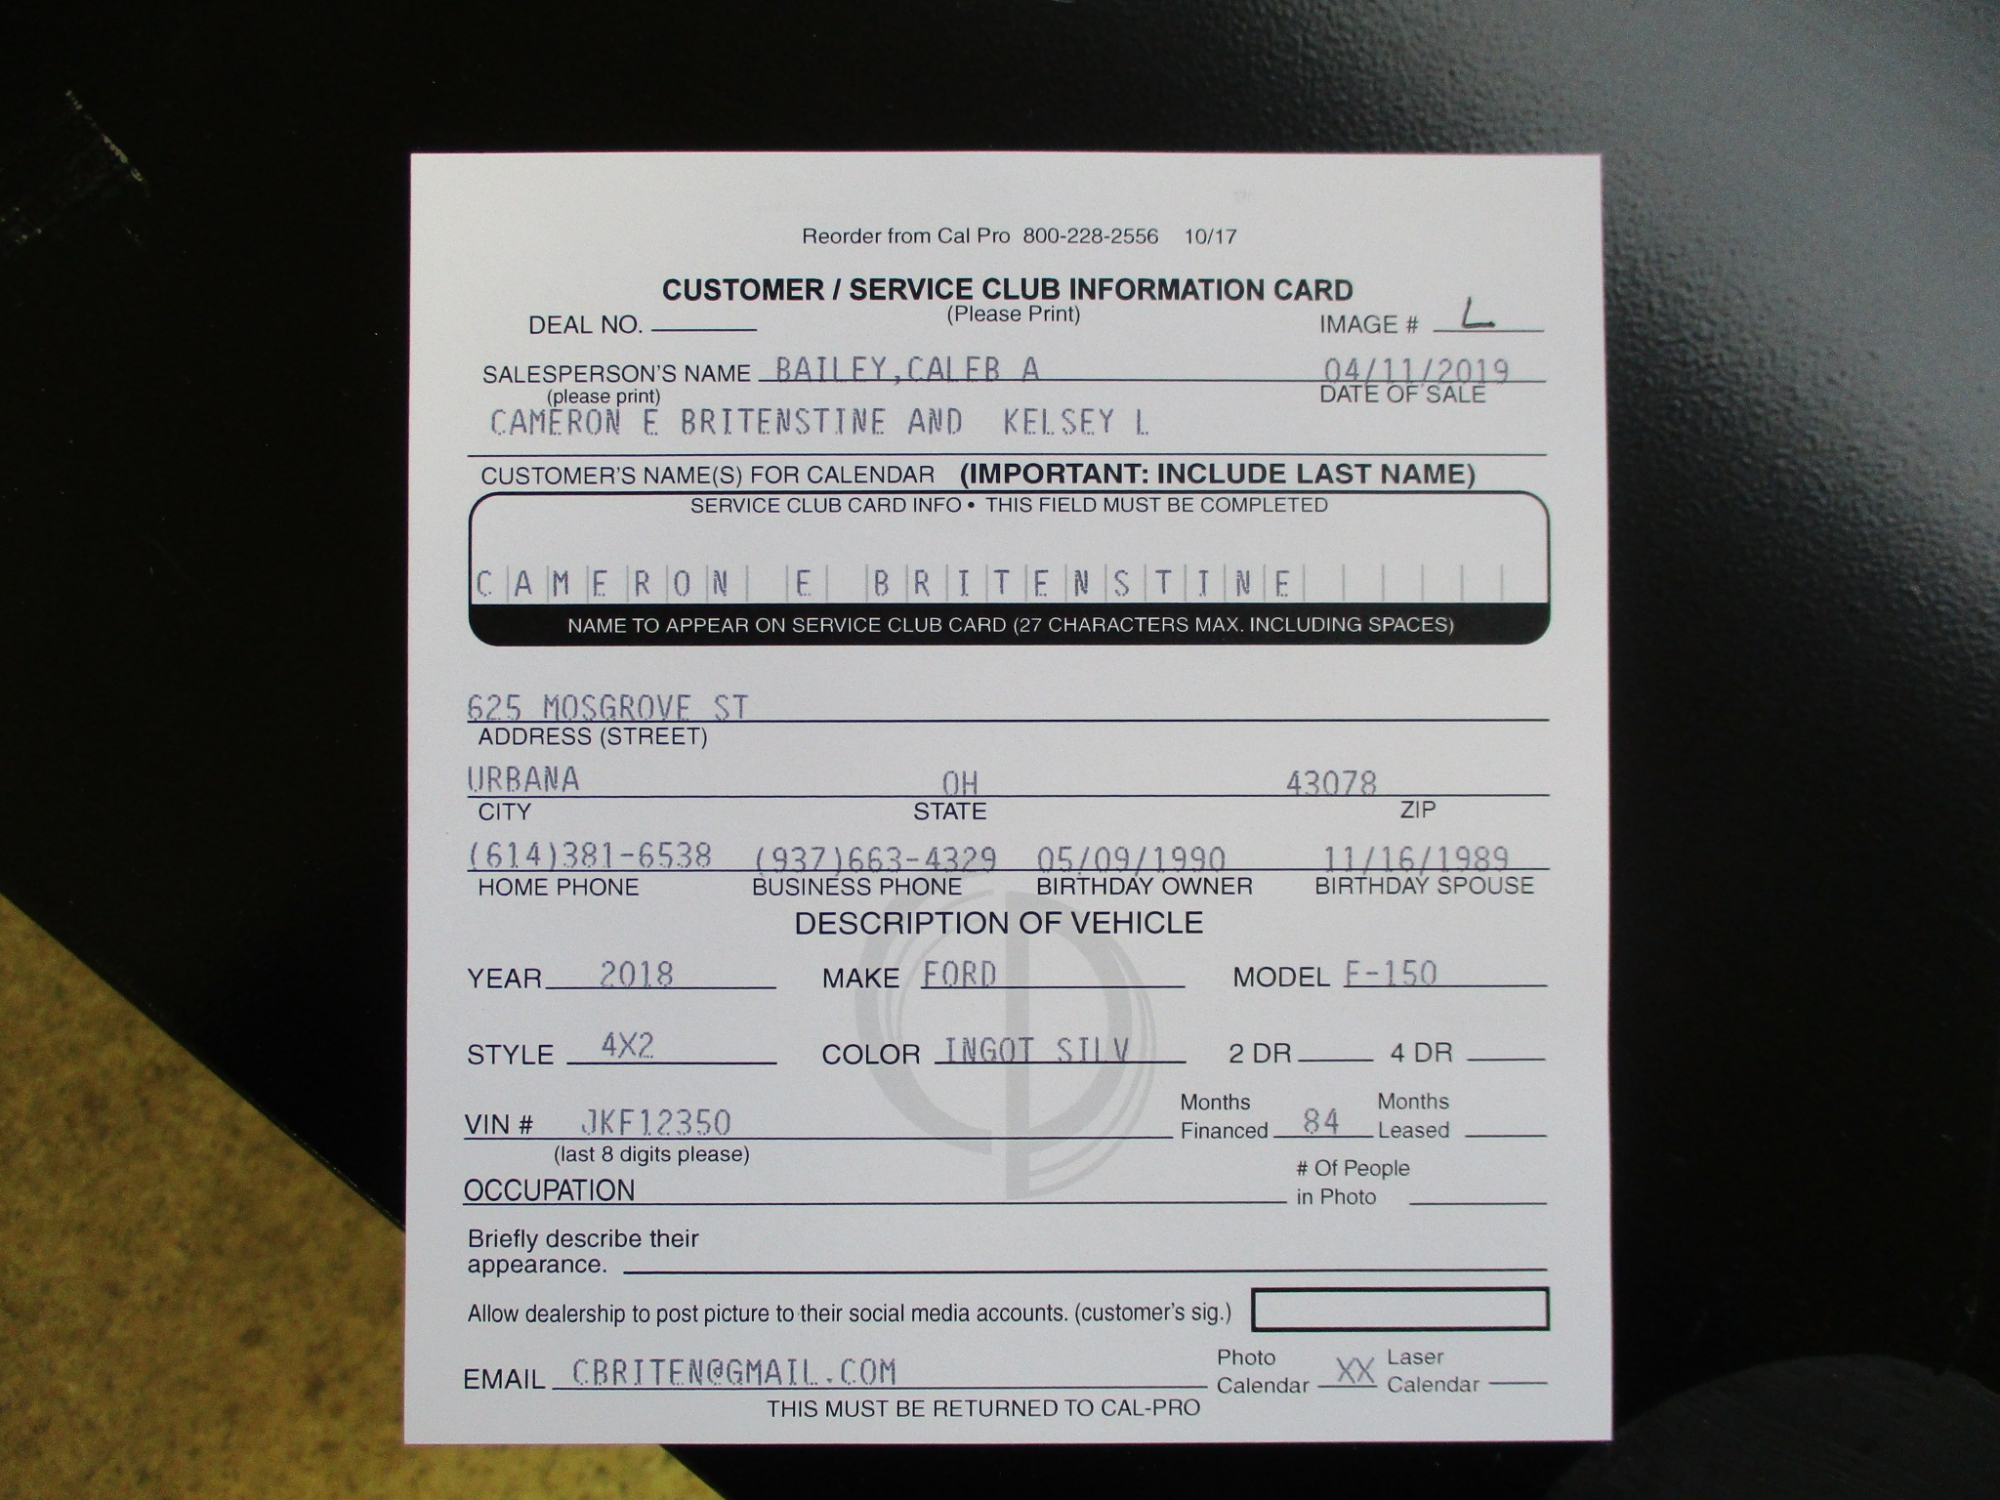 Reorder from Cal Pro 800-228-2556 10/17
CUSTOMER / SERVICE CLUB INFORMATION CARD
(Please Print)
DEAL NO. IMAGE # L
SALESPERSON'S NAME BAILEY,CALEB A 04/11/2019
(please print) DATE OF SALE
CAMERON E BRITENSTINE AND KELSEY L
CUSTOMER'S NAME(S) FOR CALENDAR (IMPORTANT: INCLUDE LAST NAME)
SERVICE CLUB CARD INFO • THIS FIELD MUST BE COMPLETED
CAMERON E BRITENSTINE
NAME TO APPEAR ON SERVICE CLUB CARD (27 CHARACTERS MAX. INCLUDING SPACES)
625 MOSGROVE ST
ADDRESS (STREET)
URBANA OH 43078
CITY STATE ZIP
(614)381-6538 (937)663-4329 05/09/1990 11/16/1989
HOME PHONE BUSINESS PHONE BIRTHDAY OWNER BIRTHDAY SPOUSE
DESCRIPTION OF VEHICLE
YEAR 2018 MAKE FORD MODEL F-150
STYLE 4X2 COLOR INGOT SILV 2 DR 4 DR
VIN # JKF12350 Months Financed 84 Months Leased
(last 8 digits please)
OCCUPATION # Of People in Photo
Briefly describe their
appearance.
Allow dealership to post picture to their social media accounts. (customer's sig.)
EMAIL CBRITEN@GMAIL.COM Photo Calendar XX Laser Calendar
THIS MUST BE RETURNED TO CAL-PRO